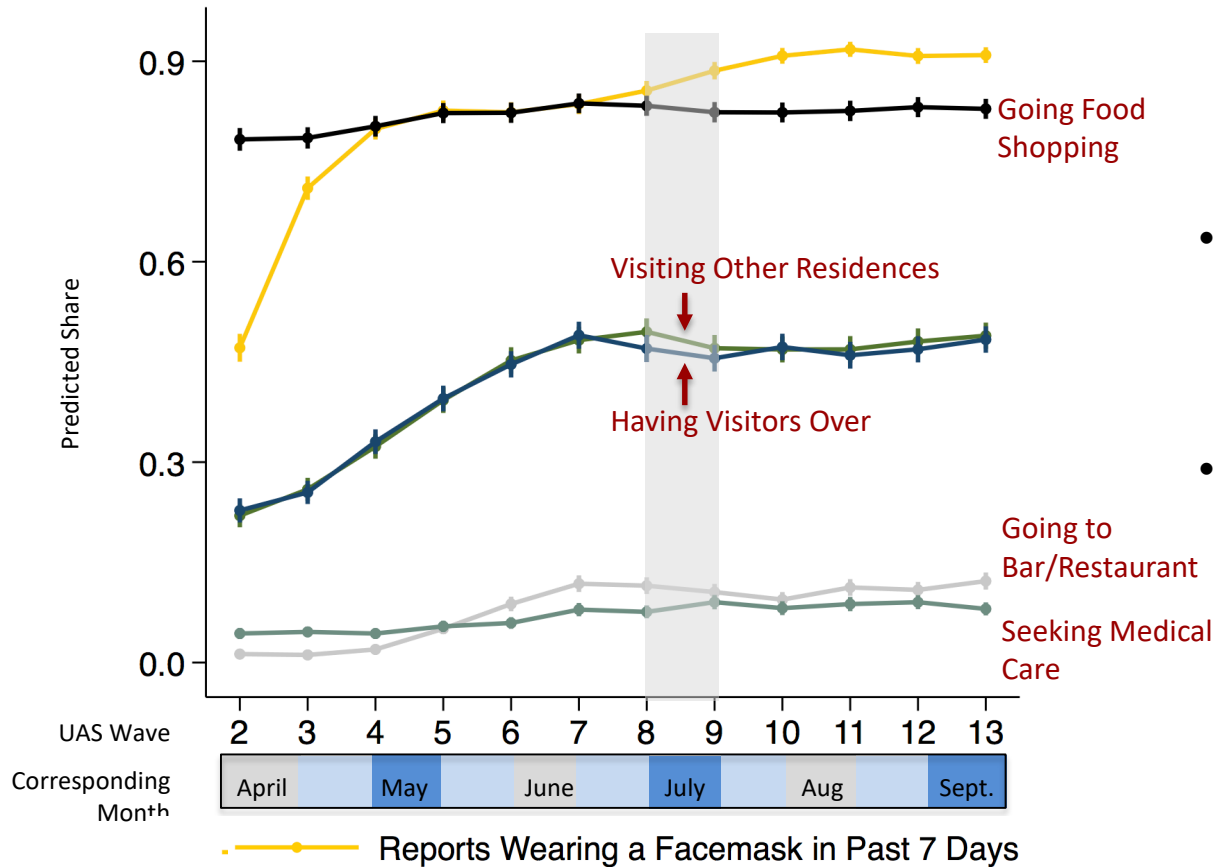 0.9
Going Food
Shopping
•
0.6
Visiting Other Residences
Predicted Share
Having Visitors Over
0.3
•
Going to
Bar/Restaurant
Seeking Medical
Care
0.0
UAS Wave 2 3 4 5 6 7 8 9 10 11 12 13
Corresponding
Month
April May June July Aug Sept.
Reports Wearing a Facemask in Past 7 Days